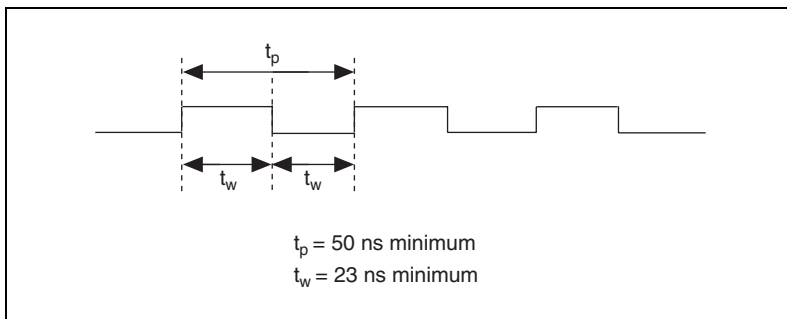 tp
tw tw
tp = 50 ns minimum
tw = 23 ns minimum